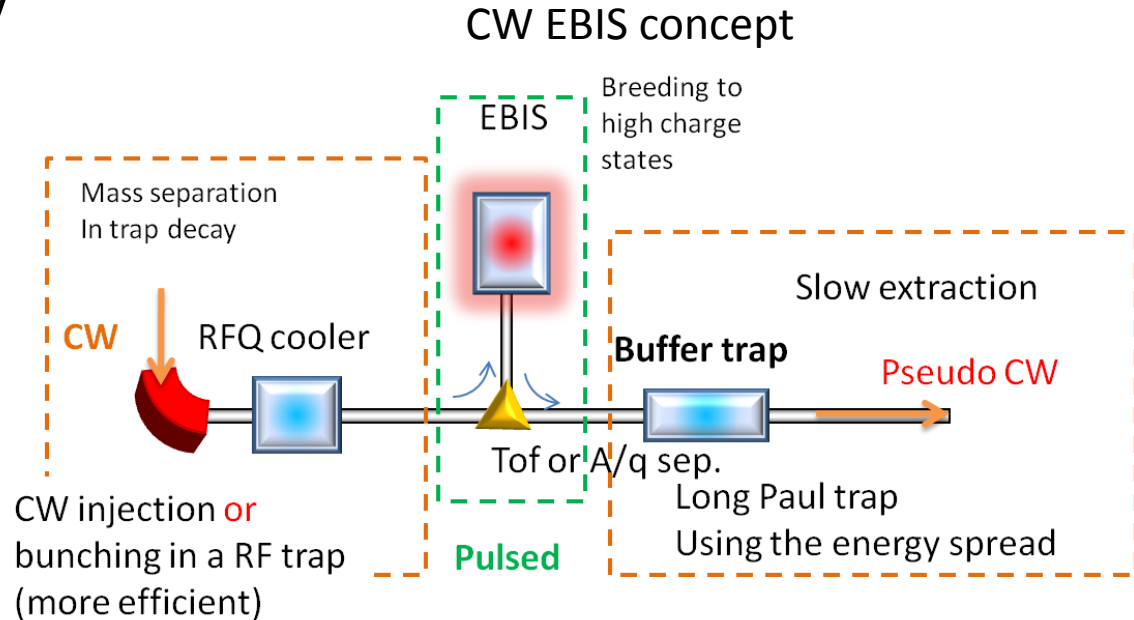 CW EBIS concept
Breeding to
high charge
states
EBIS
Mass separation
In trap decay
Slow extraction
CW
RFQ cooler
Buffer trap
Pseudo CW
Tof or A/q sep.
Long Paul trap
Using the energy spread
CW injection or
bunching in a RF trap
(more efficient)
Pulsed